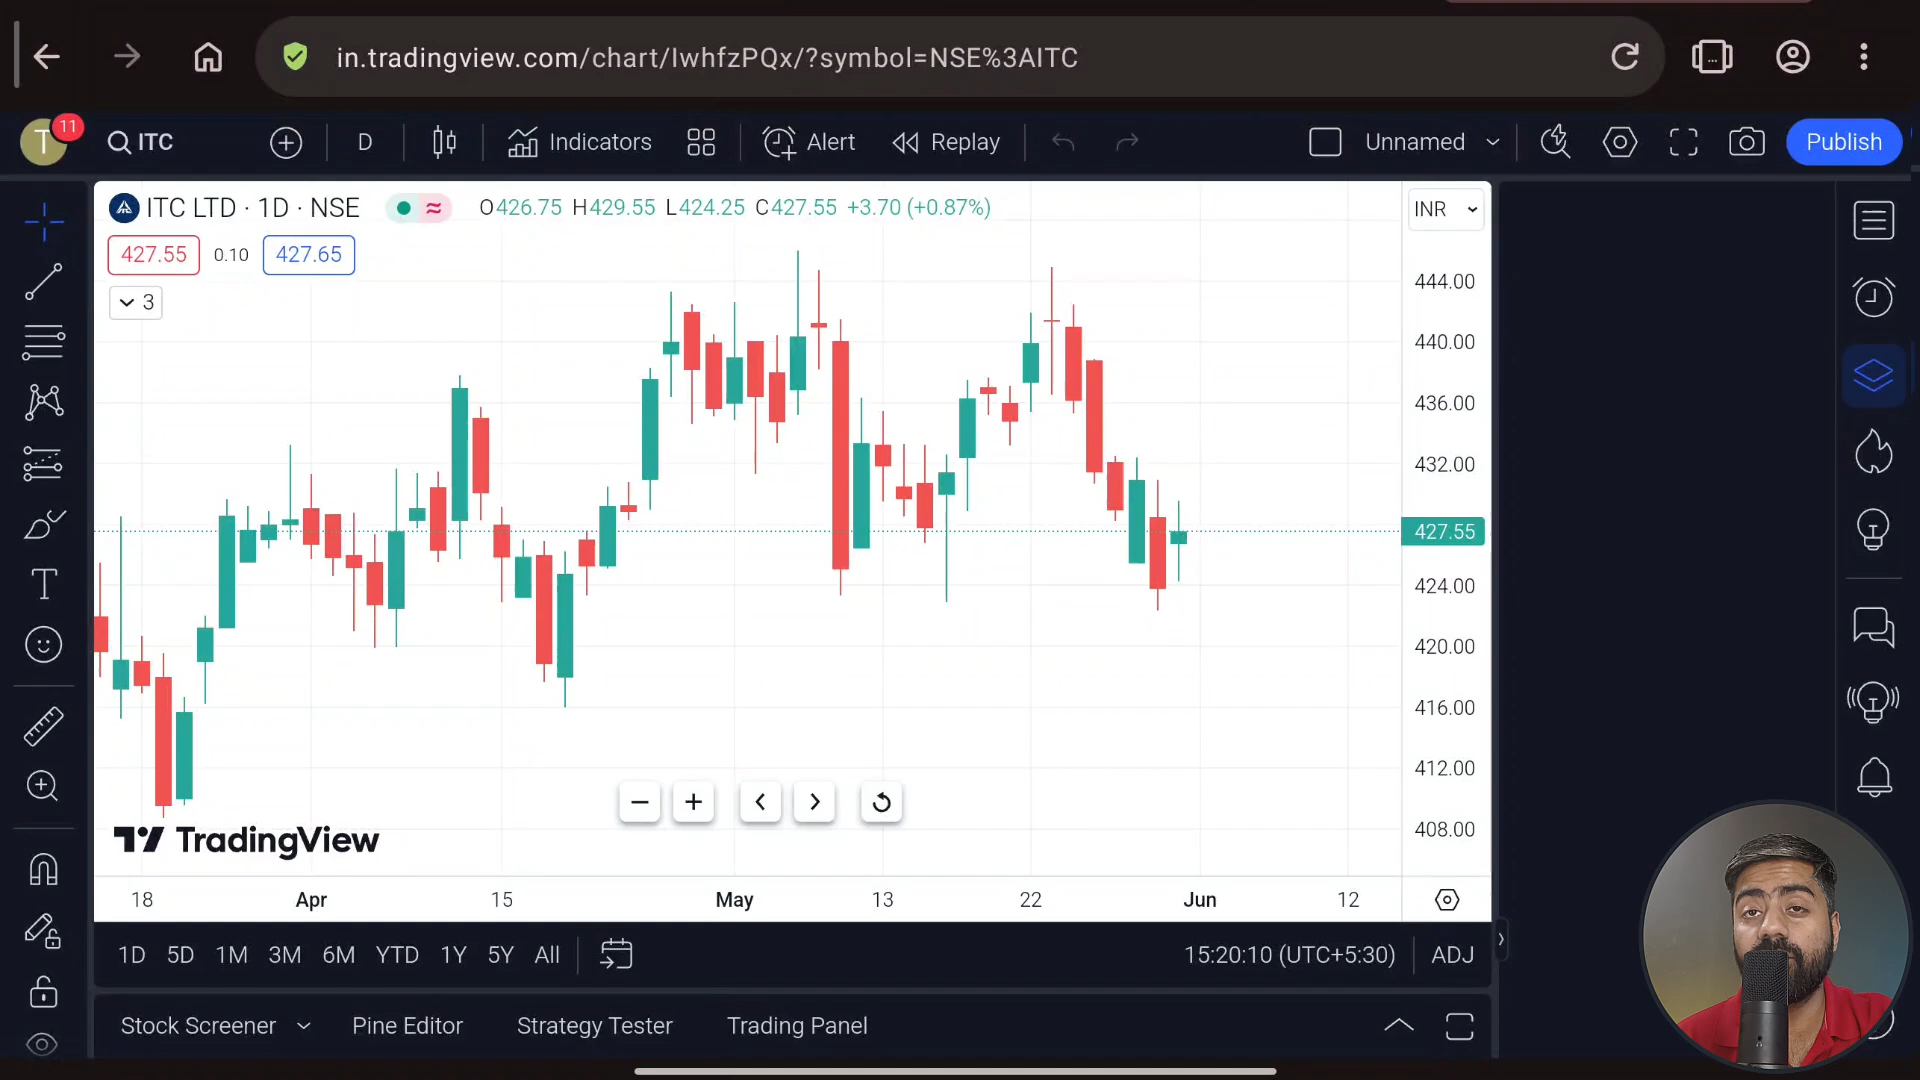 in.tradingview.com/chart/IwhfzPQx/?symbol=NSE%3AITC
T 11 ITC D Indicators Alert Replay Unnamed Publish
ITC LTD · 1D · NSE O426.75 H429.55 L424.25 C427.55 +3.70 (+0.87%) INR
427.55 0.10 427.65
3
444.00
440.00
436.00
432.00
427.55
424.00
420.00
416.00
412.00
408.00
TradingView
18 Apr 15 May 13 22 Jun 12
1D 5D 1M 3M 6M YTD 1Y 5Y All 15:20:10 (UTC+5:30) ADJ
Stock Screener Pine Editor Strategy Tester Trading Panel